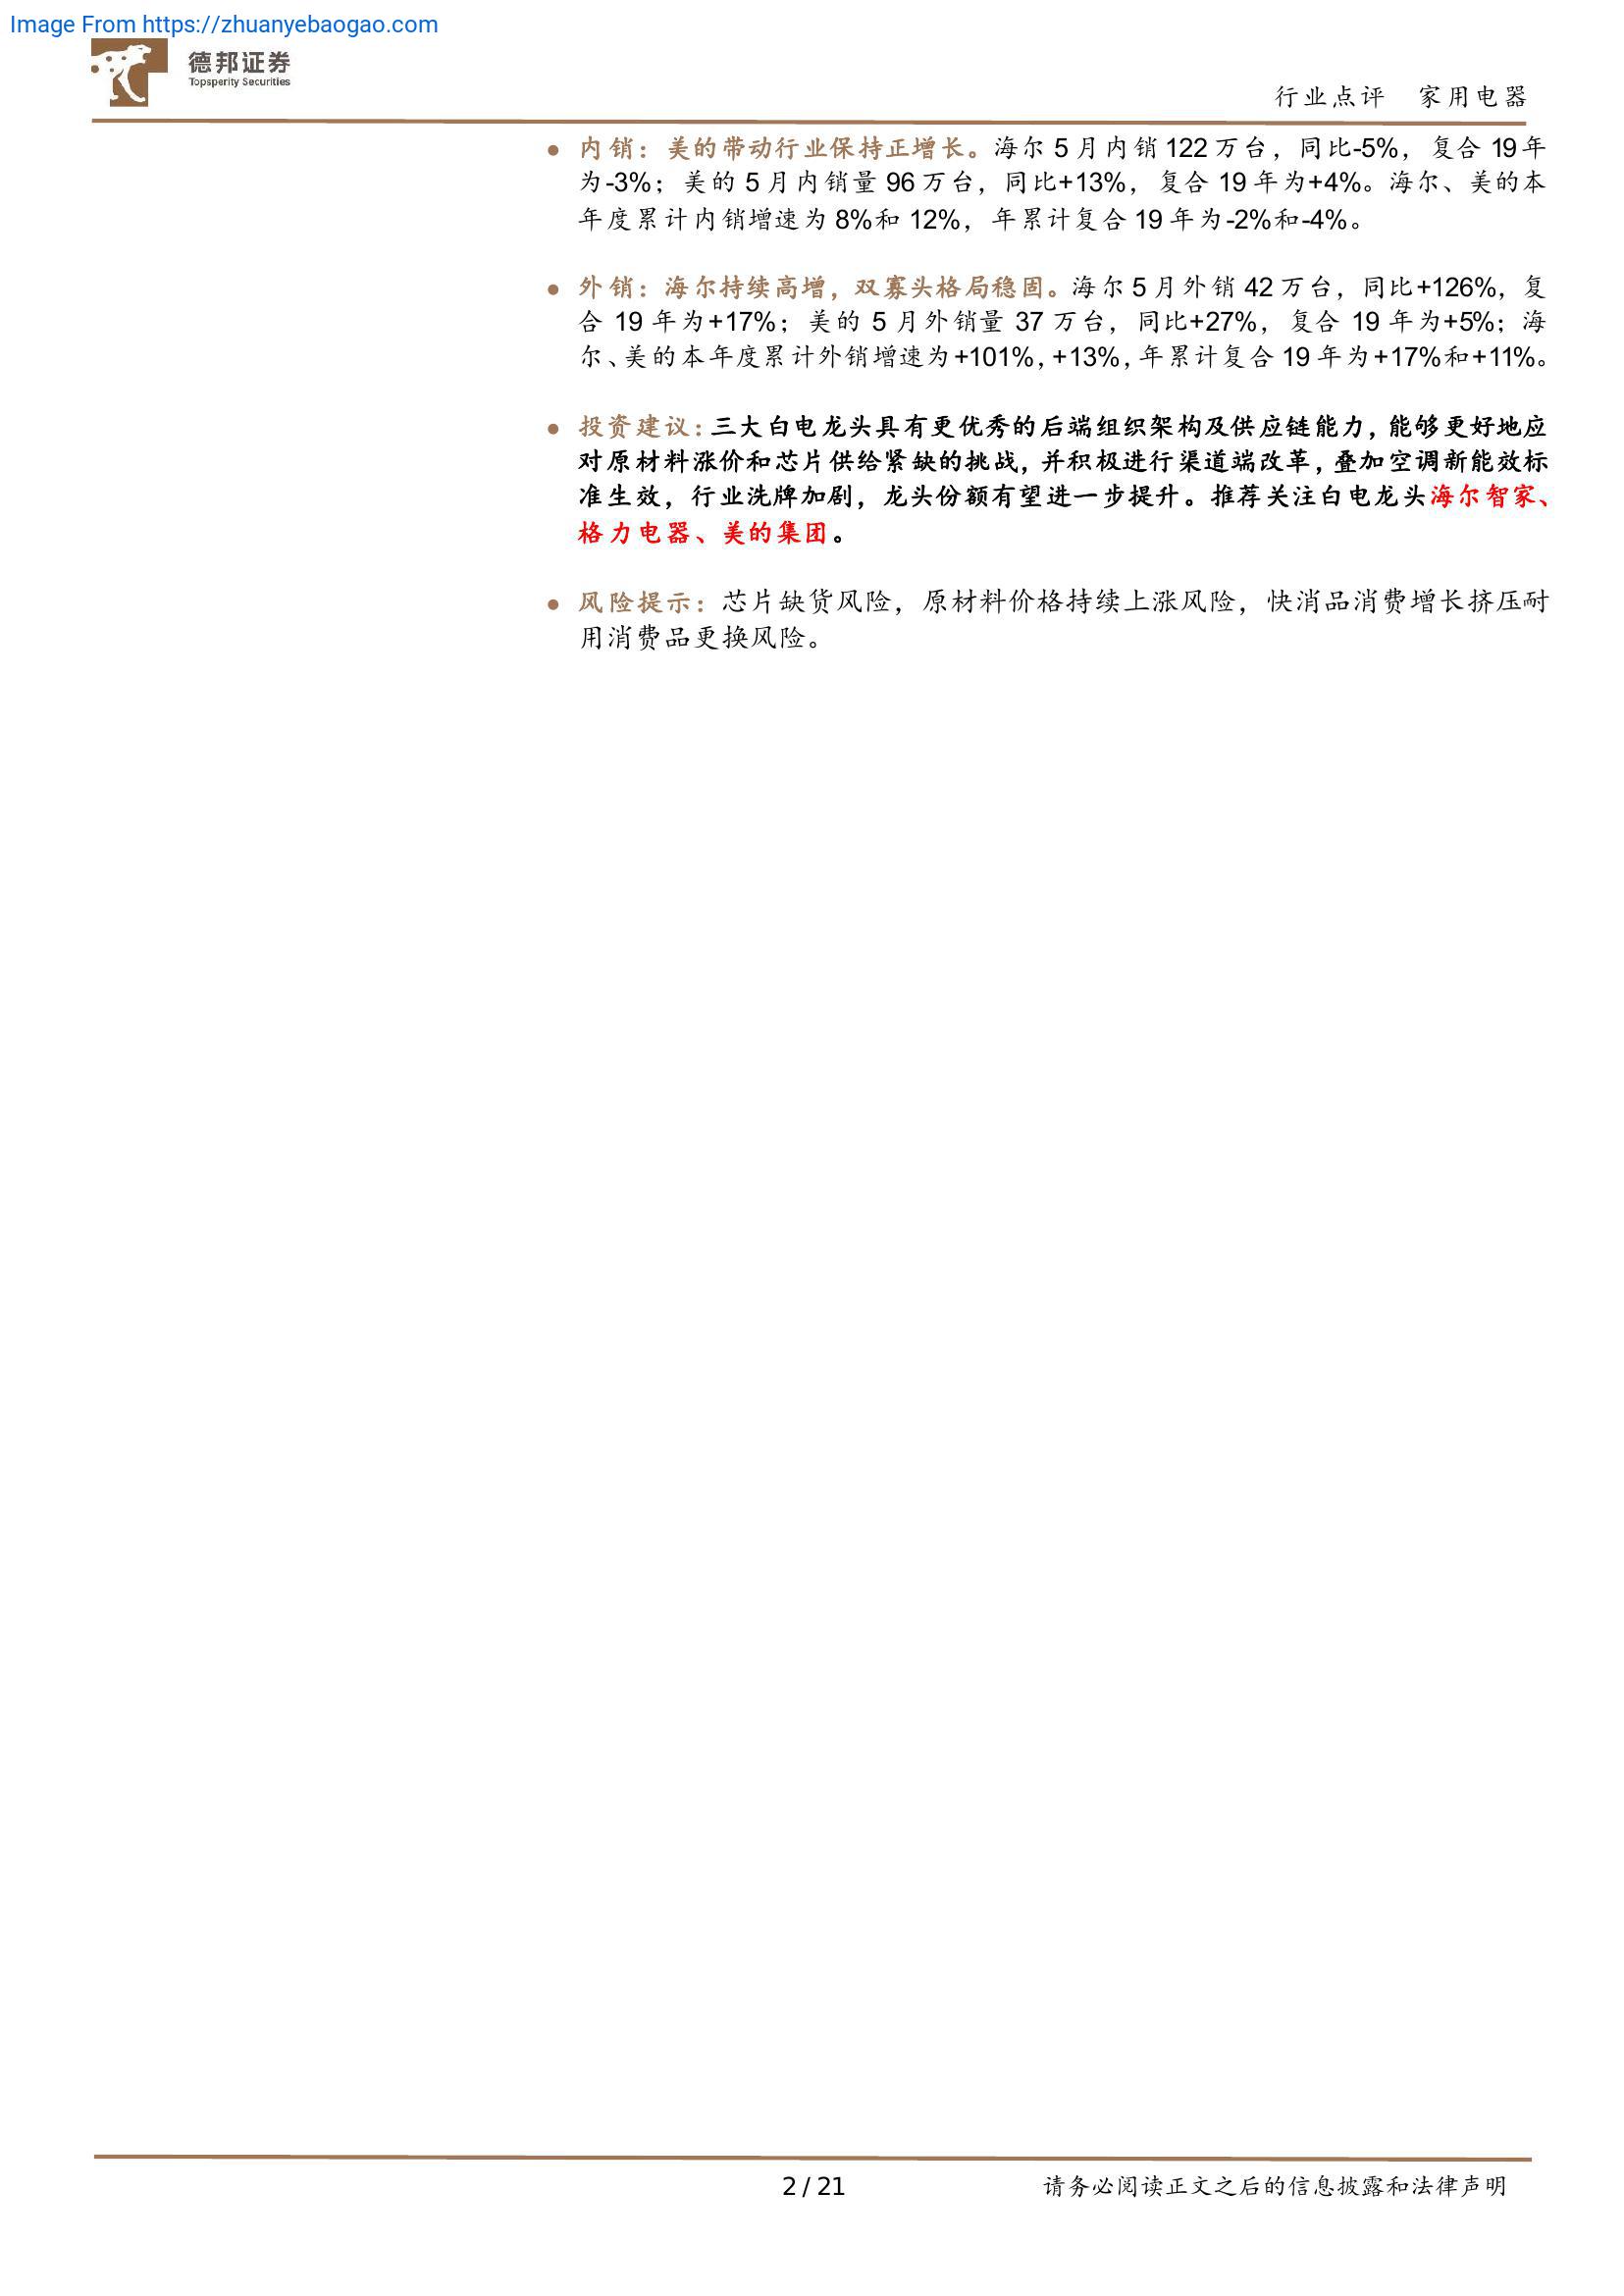 Image From https://zhuanyebaogao.com
德邦证券
Topsperity Securities
行业点评 家用电器
● 内销：美的带动行业保持正增长。海尔 5 月内销 122 万台，同比-5%，复合 19 年
为-3%；美的 5 月内销量 96 万台，同比+13%，复合 19 年为+4%。海尔、美的本
年度累计内销增速为 8%和 12%，年累计复合 19 年为-2%和-4%。
● 外销：海尔持续高增，双寡头格局稳固。海尔 5 月外销 42 万台，同比+126%，复
合 19 年为+17%；美的 5 月外销量 37 万台，同比+27%，复合 19 年为+5%；海
尔、美的本年度累计外销增速为+101%，+13%，年累计复合 19 年为+17%和+11%。
● 投资建议：三大白电龙头具有更优秀的后端组织架构及供应链能力，能够更好地应
对原材料涨价和芯片供给紧缺的挑战，并积极进行渠道端改革，叠加空调新能效标
准生效，行业洗牌加剧，龙头份额有望进一步提升。推荐关注白电龙头海尔智家、
格力电器、美的集团。
● 风险提示：芯片缺货风险，原材料价格持续上涨风险，快消品消费增长挤压耐
用消费品更换风险。
2 / 21
请务必阅读正文之后的信息披露和法律声明